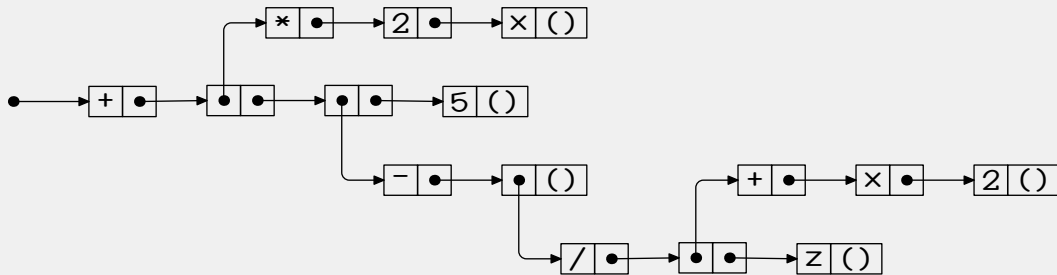 * 2 x ()
+ 5 ()
- () + x 2 ()
/ z ()